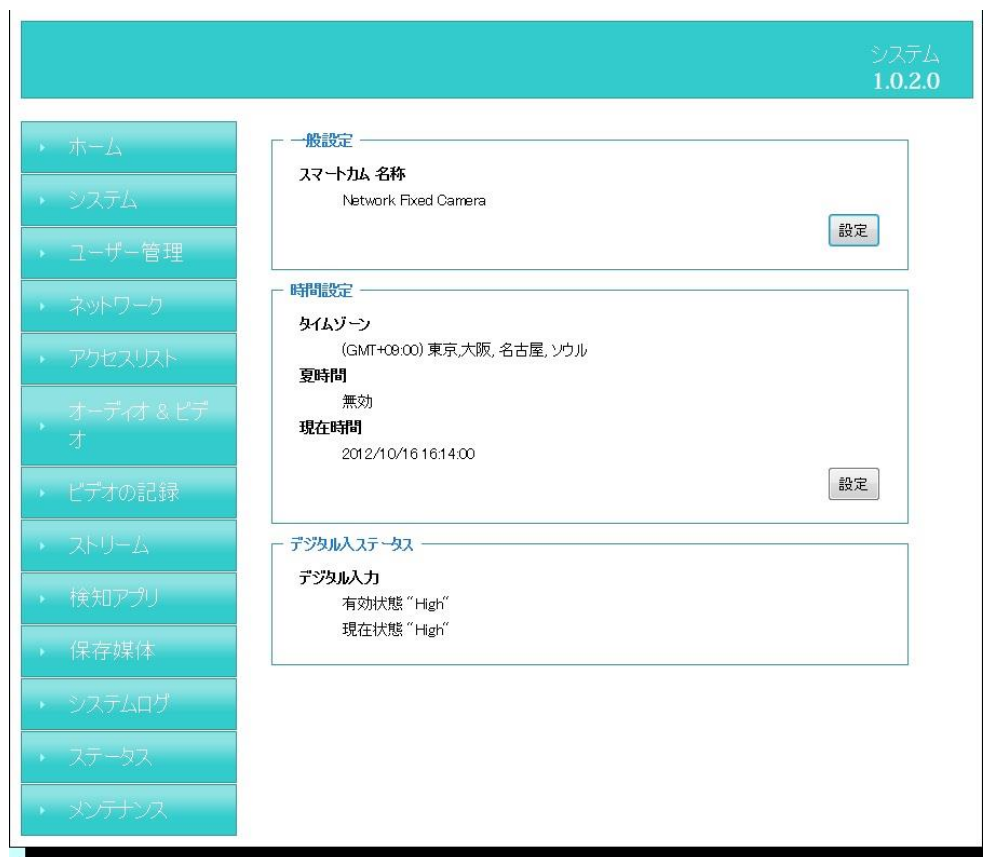 システム
1.0.2.0
ホーム
システム
ユーザー管理
ネットワーク
アクセスリスト
オーディオ & ビデ
オ
ビデオの記録
ストリーム
検知アプリ
保存媒体
システムログ
ステータス
メンテナンス
一般設定
スマートカム 名称
Network Fixed Camera
設定
時間設定
タイムゾーン
(GMT+09:00) 東京,大阪, 名古屋, ソウル
夏時間
無効
現在時間
2012/10/16 16:14:00
設定
デジタル入ステータス
デジタル入力
有効状態 “High“
現在状態 “High“